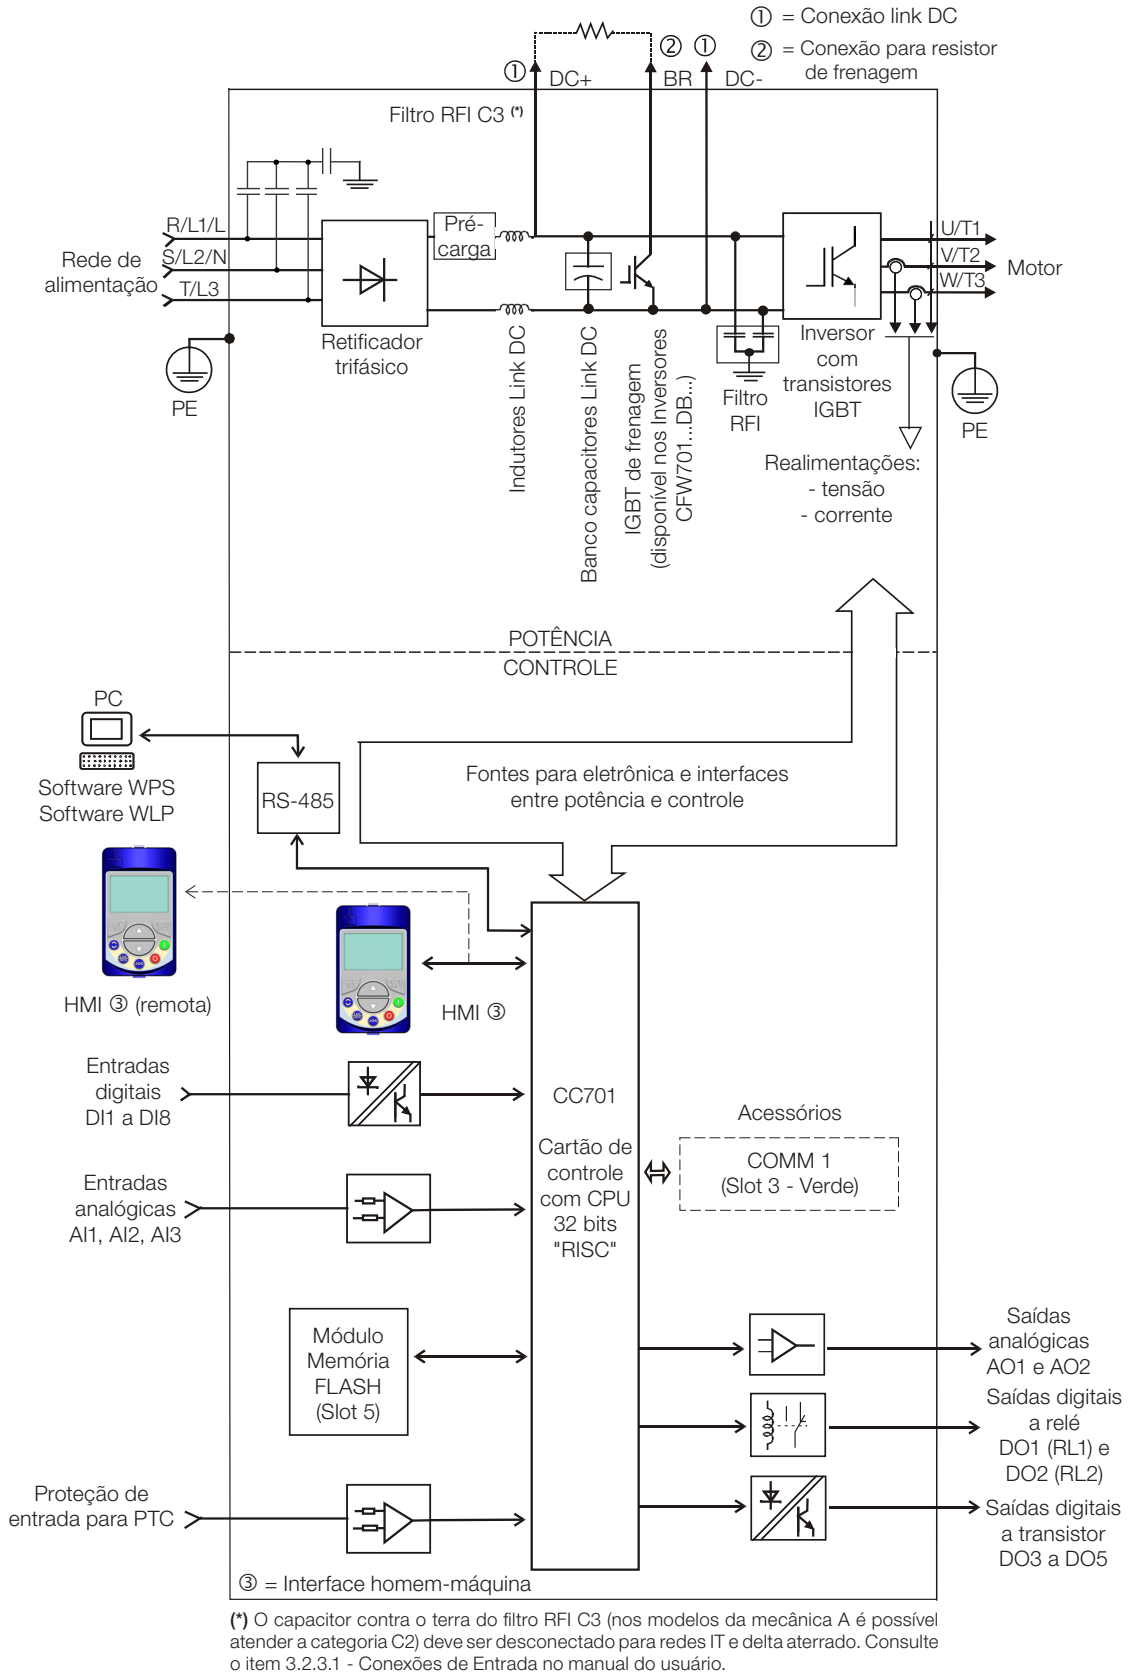 ① = Conexão link DC
② = Conexão para resistor
de frenagem
② ①
①
DC+
BR
DC-
Filtro RFI C3 (*)
R/L1/L
S/L2/N
T/L3
Rede de
alimentação
Pré-
carga
U/T1
V/T2
W/T3
Motor
Retificador
trifásico
PE
Indutores Link DC
Banco capacitores Link DC
IGBT de frenagem
(disponível nos Inversores
CFW701...DB...)
Filtro
RFI
Inversor
com
transistores
IGBT
PE
Realimentações:
- tensão
- corrente
POTÊNCIA
CONTROLE
PC
Software WPS
Software WLP
RS-485
Fontes para eletrônica e interfaces
entre potência e controle
HMI ③ (remota)
HMI ③
Entradas
digitais
DI1 a DI8
CC701
Cartão de
controle
com CPU
32 bits
"RISC"
Acessórios
COMM 1
(Slot 3 - Verde)
Entradas
analógicas
AI1, AI2, AI3
Módulo
Memória
FLASH
(Slot 5)
Saídas
analógicas
AO1 e AO2
Saídas digitais
a relé
DO1 (RL1) e
DO2 (RL2)
Proteção de
entrada para PTC
Saídas digitais
a transistor
DO3 a DO5
③ = Interface homem-máquina
(*) O capacitor contra o terra do filtro RFI C3 (nos modelos da mecânica A é possível
atender a categoria C2) deve ser desconectado para redes IT e delta aterrado. Consulte
o item 3.2.3.1 - Conexões de Entrada no manual do usuário.